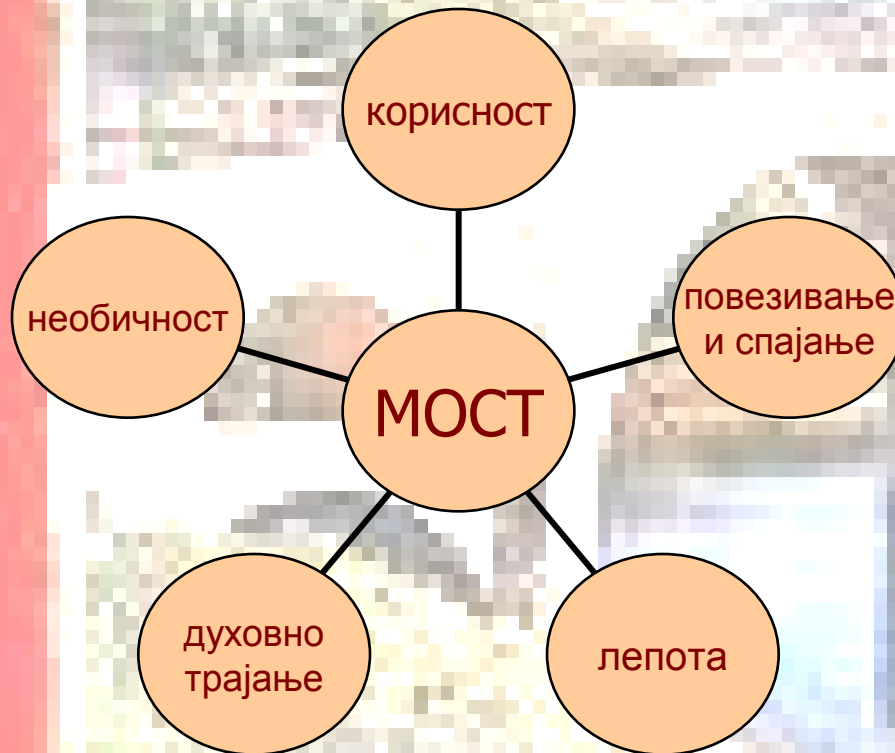 корисност
необичност
повезивање
и спајање
МОСТ
духовно
трајање
лепота